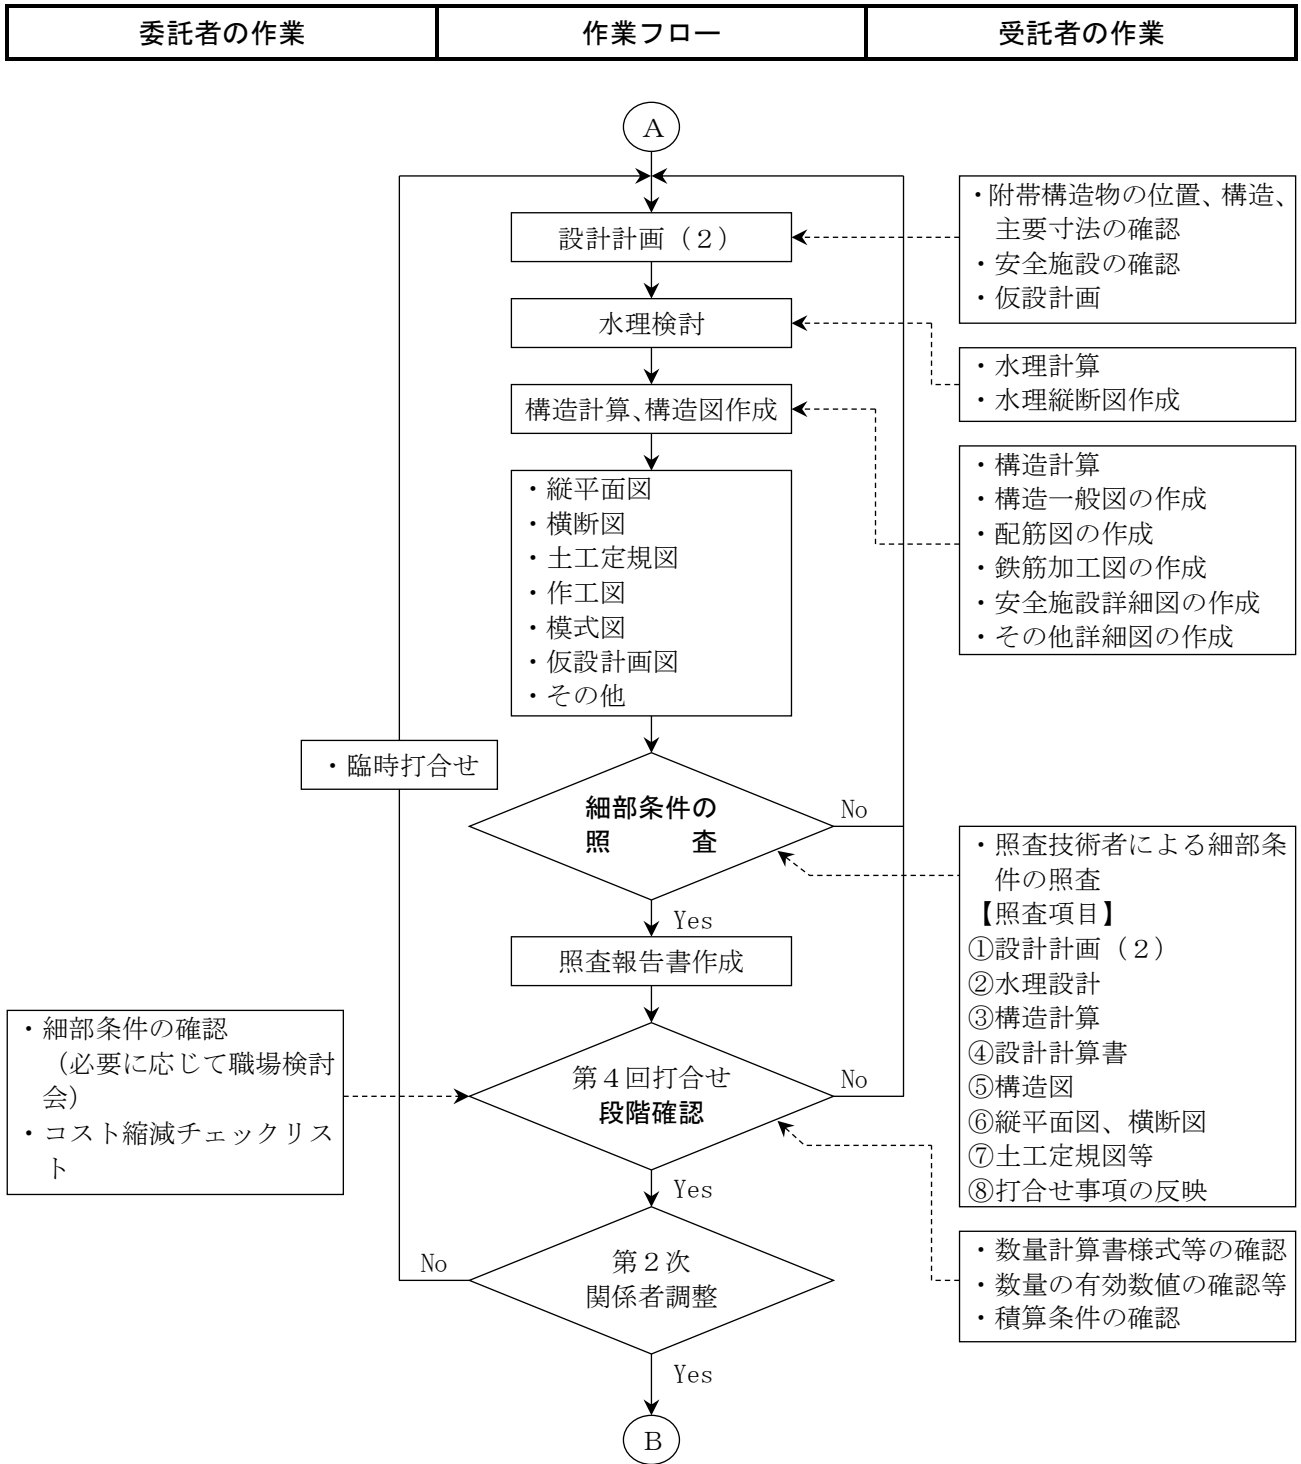 委託者の作業
作業フロー
受託者の作業
A
・附帯構造物の位置、構造、
主要寸法の確認
・安全施設の確認
・仮設計画
設計計画（２）
水理検討
・水理計算
・水理縦断図作成
構造計算、構造図作成
・構造計算
・構造一般図の作成
・配筋図の作成
・鉄筋加工図の作成
・安全施設詳細図の作成
・その他詳細図の作成
・縦平面図
・横断図
・土工定規図
・作工図
・模式図
・仮設計画図
・その他
・臨時打合せ
細部条件の
照　　　査
No
・照査技術者による細部条
件の照査
【照査項目】
①設計計画（２）
②水理設計
③構造計算
④設計計算書
⑤構造図
⑥縦平面図、横断図
⑦土工定規図等
⑧打合せ事項の反映
Yes
照査報告書作成
・細部条件の確認
（必要に応じて職場検討
会）
・コスト縮減チェックリス
ト
第４回打合せ
段階確認
No
Yes
・数量計算書様式等の確認
・数量の有効数値の確認等
・積算条件の確認
第２次
関係者調整
No
Yes
B